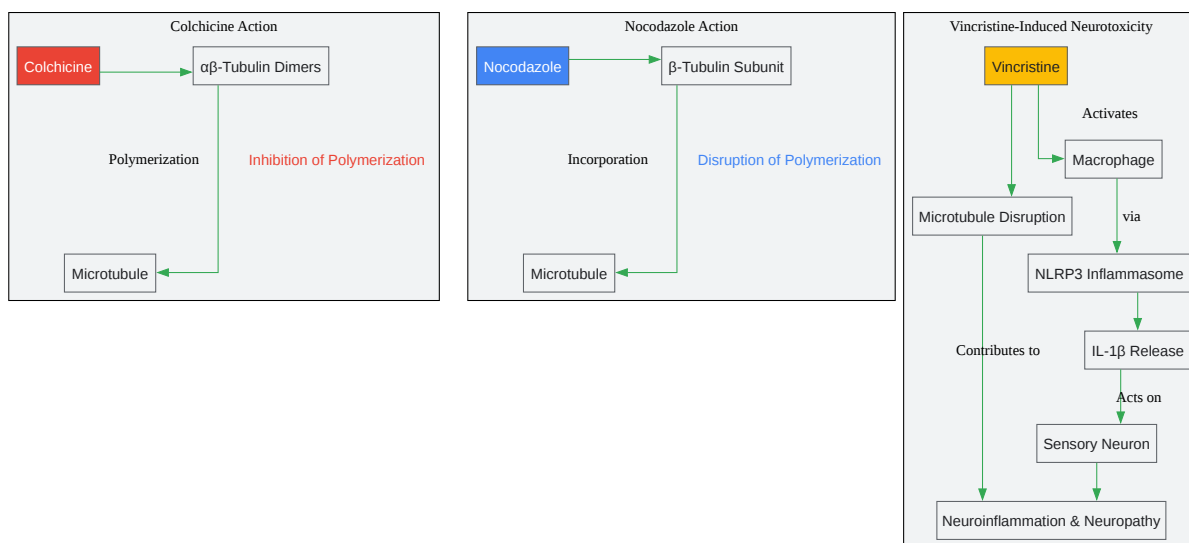 Colchicine Action
Colchicine
αβ-Tubulin Dimers
Polymerization
Inhibition of Polymerization
Microtubule
Nocodazole Action
Nocodazole
β-Tubulin Subunit
Incorporation
Disruption of Polymerization
Microtubule
Vincristine-Induced Neurotoxicity
Vincristine
Activates
Macrophage
Microtubule Disruption
via
NLRP3 Inflammasome
Contributes to
IL-1β Release
Acts on
Sensory Neuron
Neuroinflammation & Neuropathy